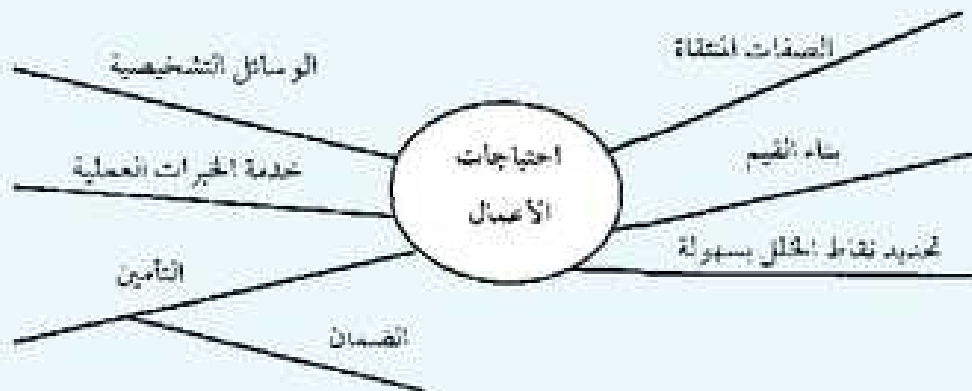 الصفات المنتقاة
الوسائل التشخيصية
احتياجات
الأعمال
بناء القيم
خدمة الخبرات العملية
تحديد نقاط الخلل بسهولة
التأمين
الضمان